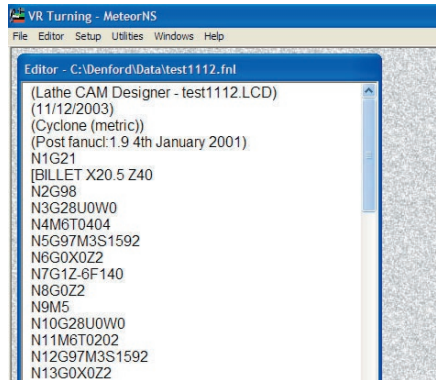 VR Turning - MeteorNS
File Editor Setup Utilities Windows Help
Editor - C:\Denford\Data\test1112.fnl
(Lathe CAM Designer - test1112.LCD)
(11/12/2003)
(Cyclone (metric))
(Post fanucl:1.9 4th January 2001)
N1G21
[BILLET X20.5 Z40
N2G98
N3G28U0W0
N4M6T0404
N5G97M3S1592
N6G0X0Z2
N7G1Z-6F140
N8G0Z2
N9M5
N10G28U0W0
N11M6T0202
N12G97M3S1592
N13G0X0Z2